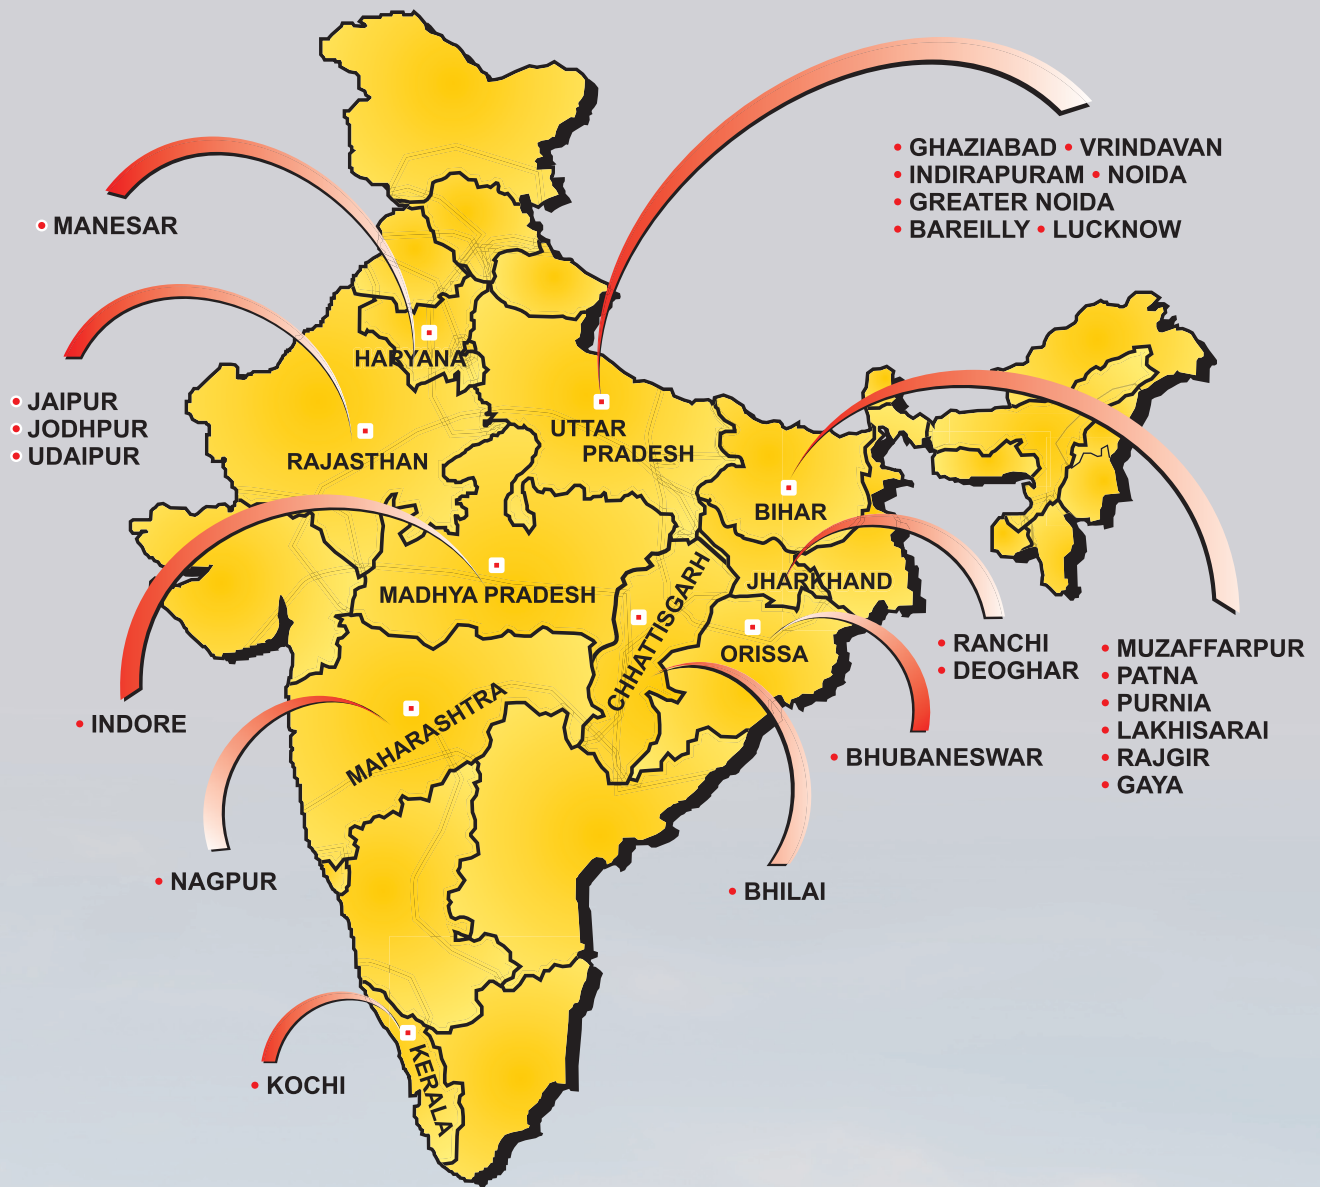 • GHAZIABAD • VRINDAVAN
• INDIRAPURAM • NOIDA
• GREATER NOIDA
• BAREILLY • LUCKNOW
• MANESAR
HARYANA
• JAIPUR
• JODHPUR
• UDAIPUR
RAJASTHAN
UTTAR
PRADESH
BIHAR
MADHYA PRADESH
CHHATTISGARH
JHARKHAND
ORISSA
• RANCHI
• DEOGHAR
• MUZAFFARPUR
• PATNA
• PURNIA
• LAKHISARAI
• RAJGIR
• GAYA
• INDORE
MAHARASHTRA
• BHUBANESWAR
• NAGPUR
• BHILAI
• KOCHI
KERALA